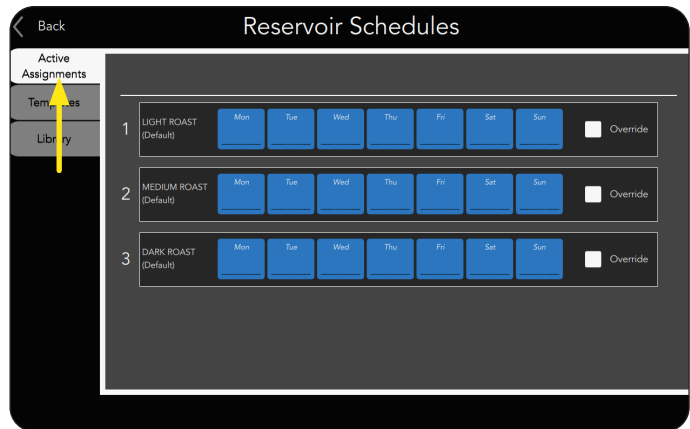 Back
Reservoir Schedules
Active
Assignments
Templates
Library
1
LIGHT ROAST
(Default)
Mon Tue Wed Thu Fri Sat Sun
Override
2
MEDIUM ROAST
(Default)
Mon Tue Wed Thu Fri Sat Sun
Override
3
DARK ROAST
(Default)
Mon Tue Wed Thu Fri Sat Sun
Override